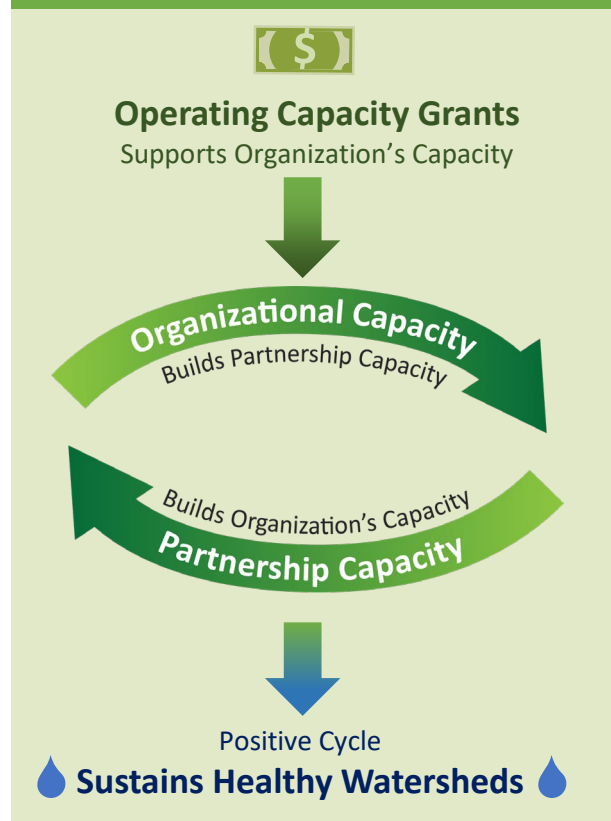 $
Operating Capacity Grants
Supports Organization’s Capacity
Organizational Capacity
Builds Partnership Capacity
Builds Organization’s Capacity
Partnership Capacity
Positive Cycle
Sustains Healthy Watersheds